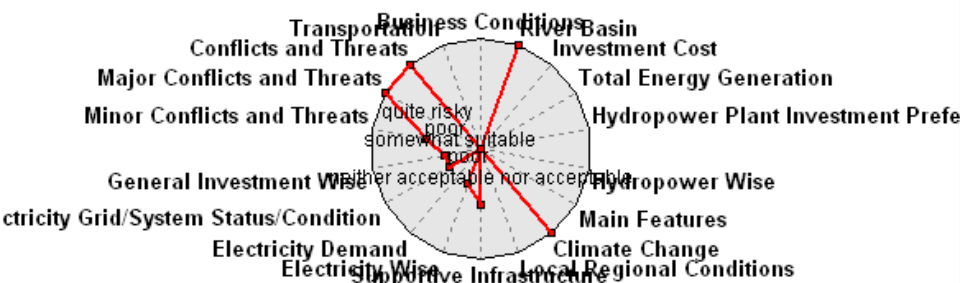 Business Conditions
Transportation
River Basin
Conflicts and Threats
Investment Cost
Major Conflicts and Threats
Total Energy Generation
Minor Conflicts and Threats
quite risky
Hydropower Plant Investment Prefe
poor
somewhat suitable
poor
General Investment Wise
neither acceptable nor acceptable
Hydropower Wise
ctricity Grid/System Status/Condition
Main Features
Electricity Demand
Climate Change
Electricity Wise
Supportive Infrastructure
Local Regional Conditions